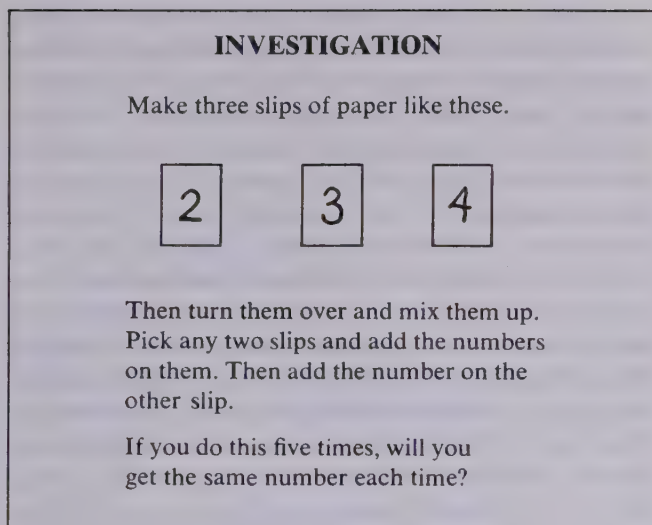 INVESTIGATION
Make three slips of paper like these.
2 3 4
Then turn them over and mix them up.
Pick any two slips and add the numbers
on them. Then add the number on the
other slip.
If you do this five times, will you
get the same number each time?